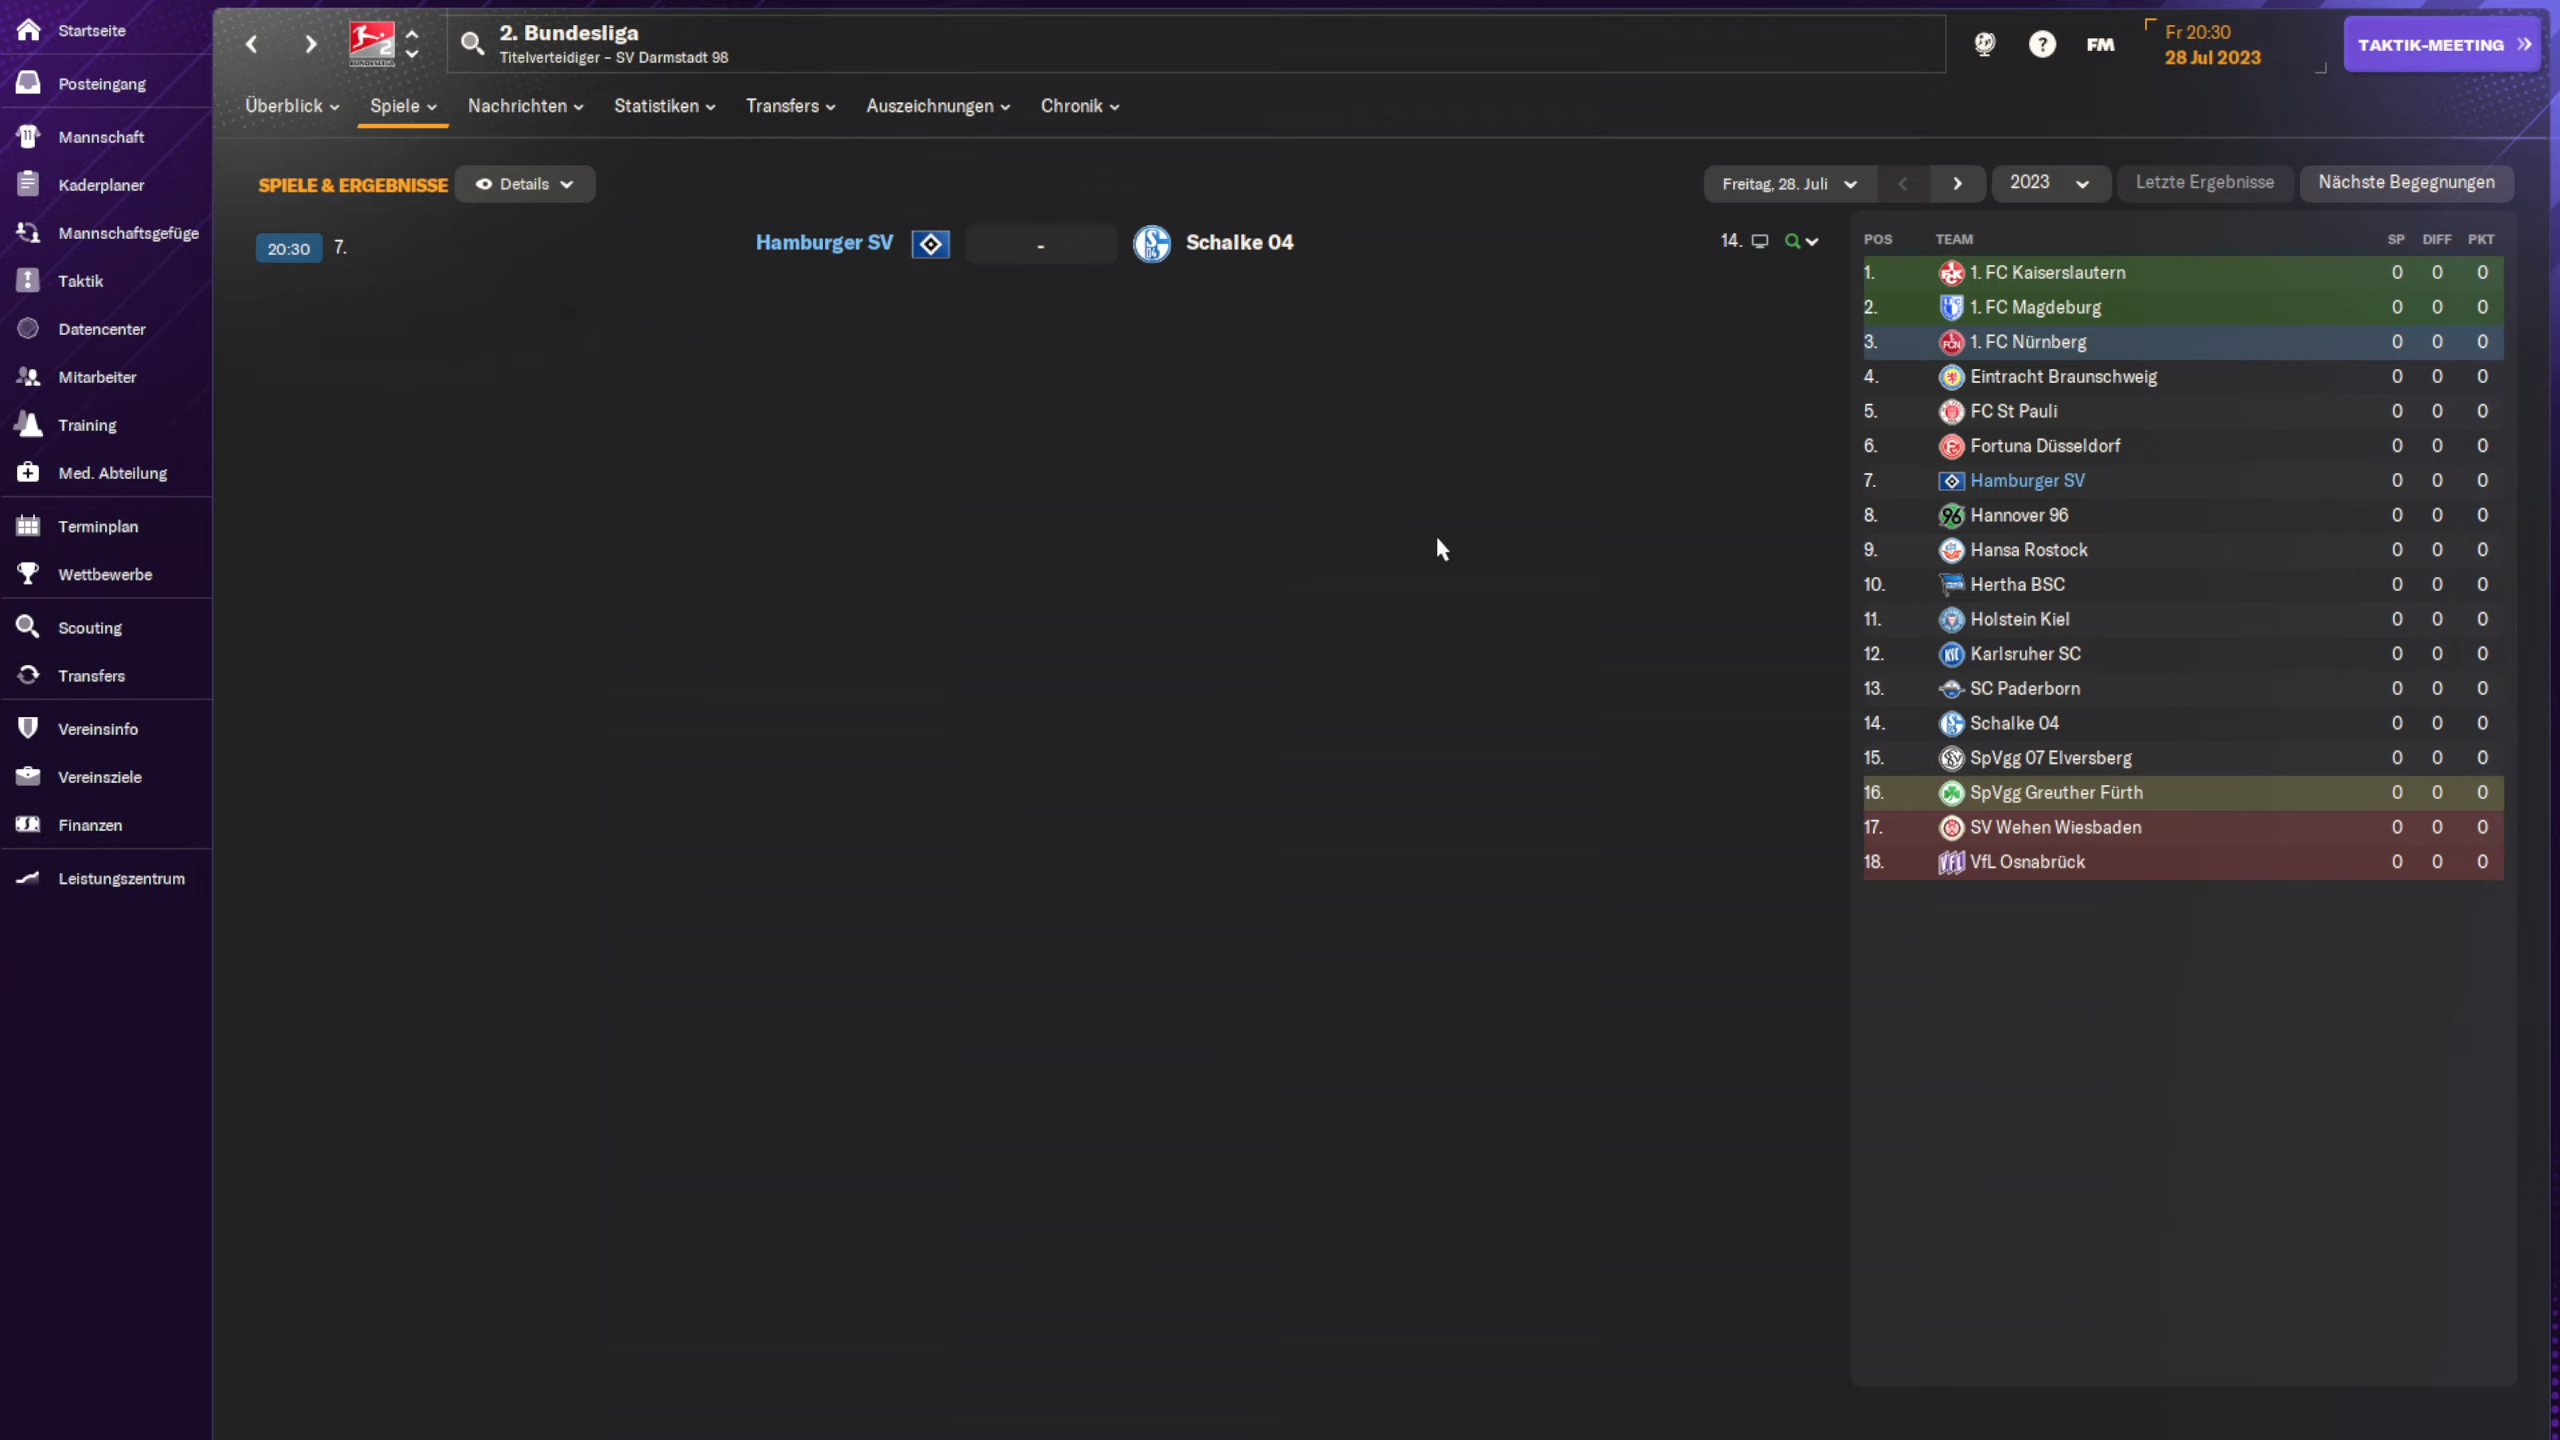 Startseite
Posteingang
Mannschaft
Kaderplaner
Mannschaftsgefüge
Taktik
Datencenter
Mitarbeiter
Training
Med. Abteilung
Terminplan
Wettbewerbe
Scouting
Transfers
Vereinsinfo
Vereinsziele
Finanzen
Leistungszentrum
2. Bundesliga
Titelverteidiger – SV Darmstadt 98
FM
Fr 20:30
28 Jul 2023
TAKTIK-MEETING
Überblick Spiele Nachrichten Statistiken Transfers Auszeichnungen Chronik
SPIELE & ERGEBNISSE Details Freitag, 28. Juli 2023 Letzte Ergebnisse Nächste Begegnungen
20:30 7. Hamburger SV - Schalke 04 14.
POS TEAM SP DIFF PKT
1. 1. FC Kaiserslautern 0 0 0
2. 1. FC Magdeburg 0 0 0
3. 1. FC Nürnberg 0 0 0
4. Eintracht Braunschweig 0 0 0
5. FC St Pauli 0 0 0
6. Fortuna Düsseldorf 0 0 0
7. Hamburger SV 0 0 0
8. Hannover 96 0 0 0
9. Hansa Rostock 0 0 0
10. Hertha BSC 0 0 0
11. Holstein Kiel 0 0 0
12. Karlsruher SC 0 0 0
13. SC Paderborn 0 0 0
14. Schalke 04 0 0 0
15. SpVgg 07 Elversberg 0 0 0
16. SpVgg Greuther Fürth 0 0 0
17. SV Wehen Wiesbaden 0 0 0
18. VfL Osnabrück 0 0 0